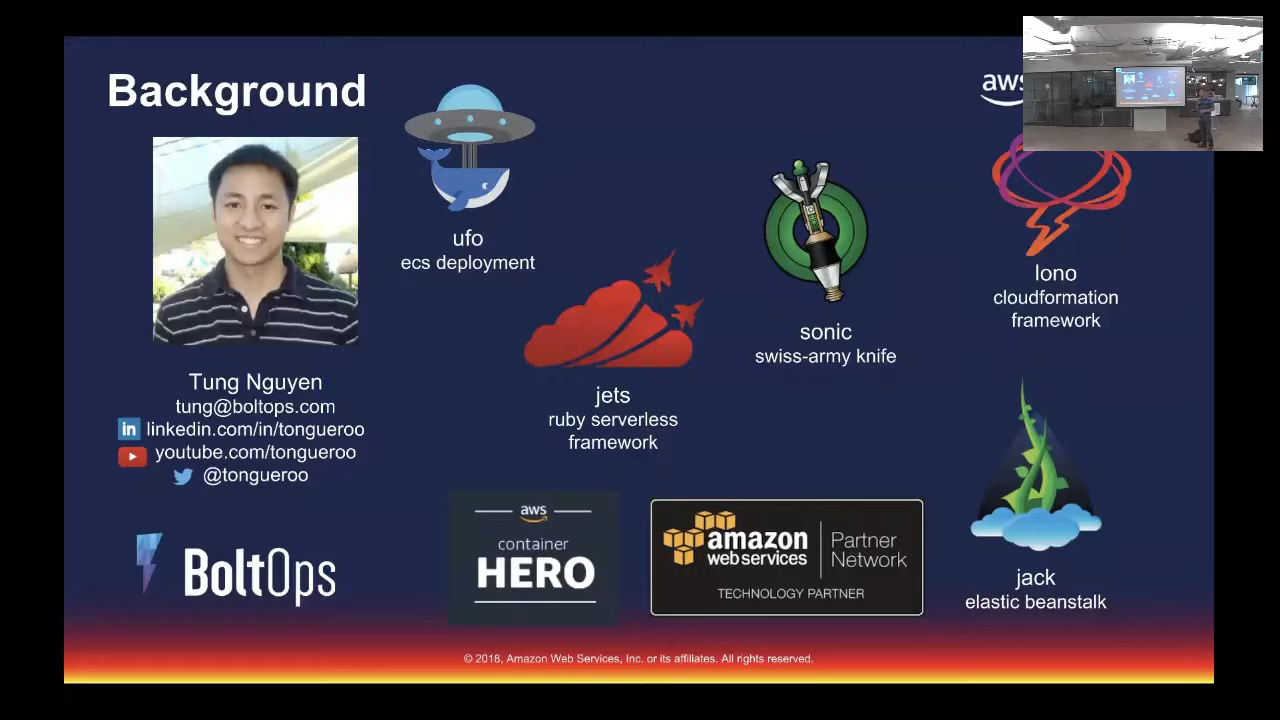 Background
aws
ufo
ecs deployment
jets
ruby serverless
framework
sonic
swiss-army knife
lono
cloudformation
framework
Tung Nguyen
tung@boltops.com
in linkedin.com/in/tongueroo
youtube.com/tongueroo
@tongueroo
BoltOps
aws
container
HERO
amazon
webservices
Partner
Network
TECHNOLOGY PARTNER
jack
elastic beanstalk
© 2018, Amazon Web Services, Inc. or its affiliates. All rights reserved.